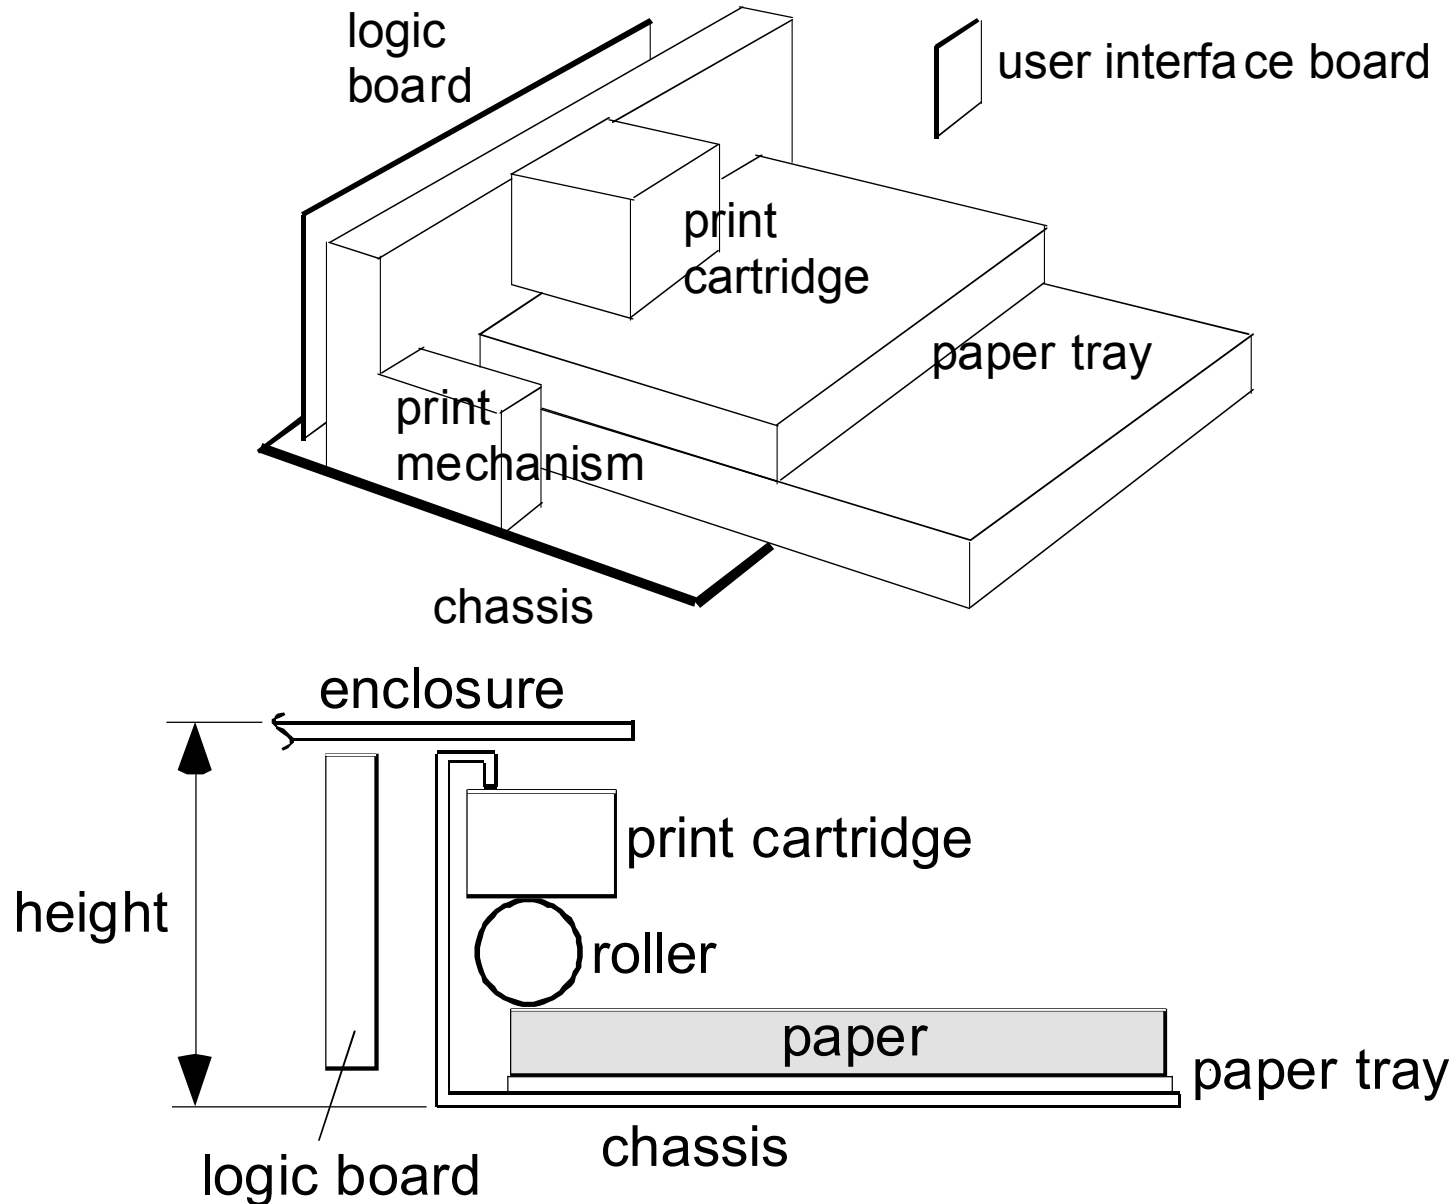 logic
board
user interface board
print
cartridge
paper tray
print
mechanism
chassis
enclosure
print cartridge
height
roller
paper
paper tray
chassis
logic board